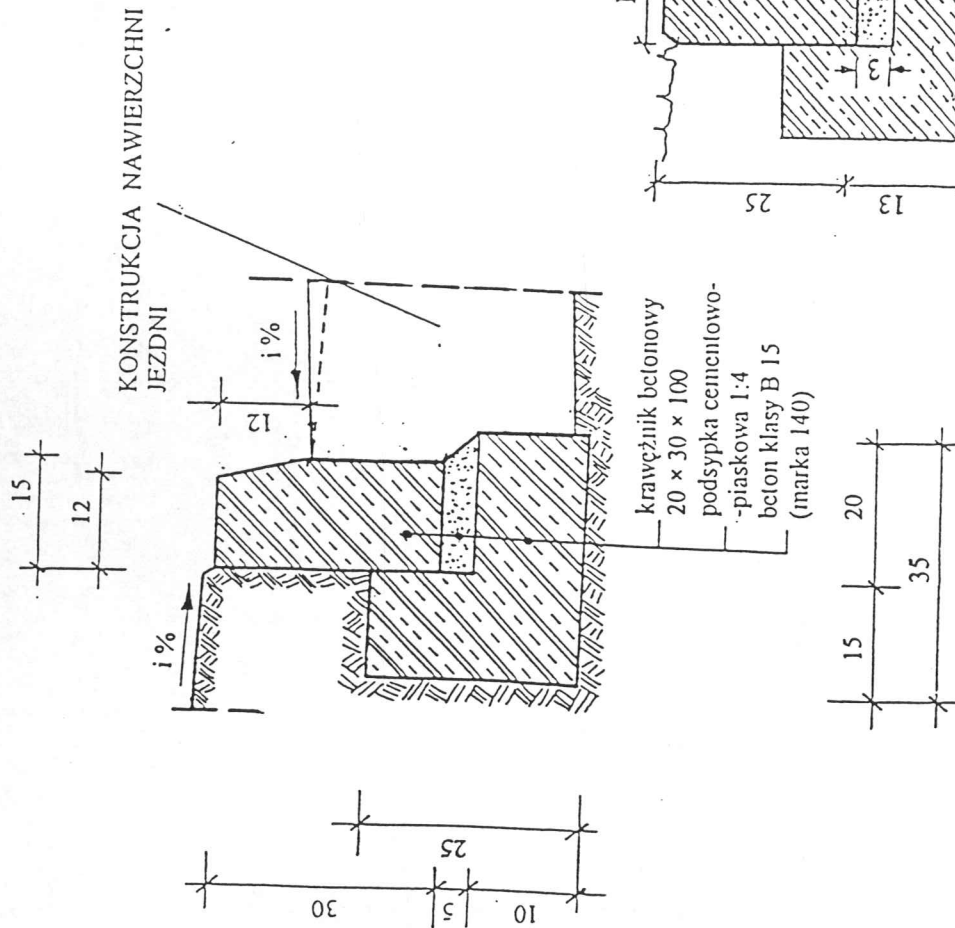 KONSTRUKCJA NAWIERZCHNI
JEZDNI
15
12
12
i %
i %
krawężnik betonowy
20 × 30 × 100
podsypka cementowo-
-piaskowa 1:4
beton klasy B 15
(marka 140)
30
5
10
25
15
20
35
25
13
3